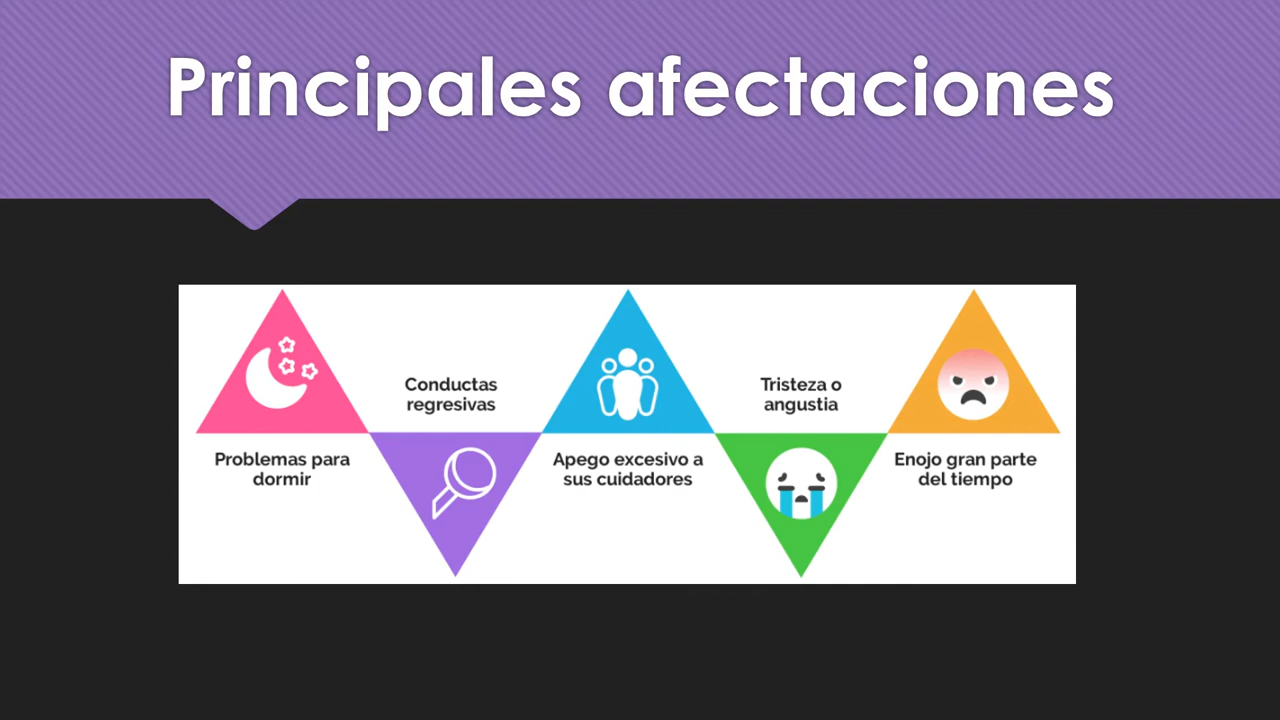 Principales afectaciones
Problemas para
dormir
Conductas
regresivas
Apego excesivo a
sus cuidadores
Tristeza o
angustia
Enojo gran parte
del tiempo